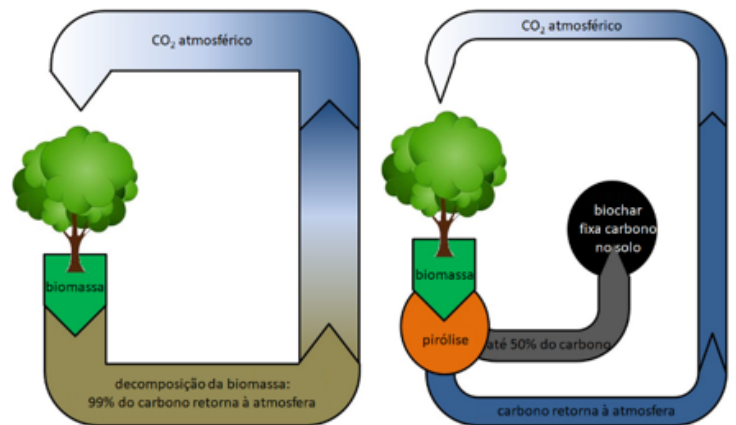 CO₂ atmosférico
biomassa
decomposição da biomassa:
99% do carbono retorna à atmosfera
CO₂ atmosférico
biochar
fixa carbono
no solo
biomassa
pirólise
até 50% do carbono
carbono retorna à atmosfera